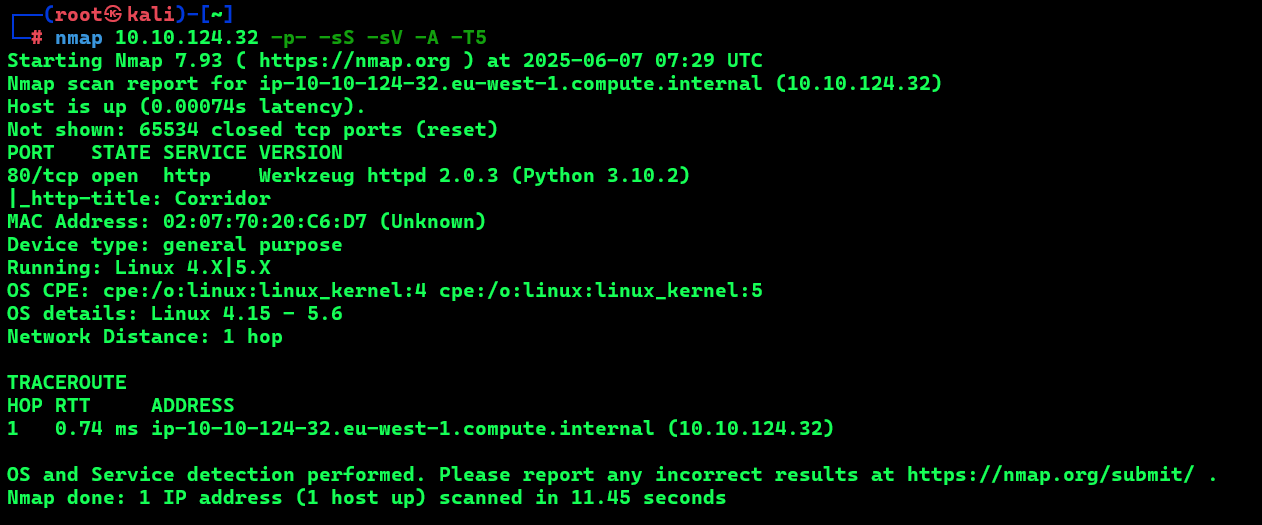 ┌──(root㉿kali)-[~]
└─# nmap 10.10.124.32 -p- -sS -sV -A -T5
Starting Nmap 7.93 ( https://nmap.org ) at 2025-06-07 07:29 UTC
Nmap scan report for ip-10-10-124-32.eu-west-1.compute.internal (10.10.124.32)
Host is up (0.00074s latency).
Not shown: 65534 closed tcp ports (reset)
PORT   STATE SERVICE VERSION
80/tcp open  http    Werkzeug httpd 2.0.3 (Python 3.10.2)
|_http-title: Corridor
MAC Address: 02:07:70:20:C6:D7 (Unknown)
Device type: general purpose
Running: Linux 4.X|5.X
OS CPE: cpe:/o:linux:linux_kernel:4 cpe:/o:linux:linux_kernel:5
OS details: Linux 4.15 - 5.6
Network Distance: 1 hop

TRACEROUTE
HOP RTT     ADDRESS
1   0.74 ms ip-10-10-124-32.eu-west-1.compute.internal (10.10.124.32)

OS and Service detection performed. Please report any incorrect results at https://nmap.org/submit/ .
Nmap done: 1 IP address (1 host up) scanned in 11.45 seconds